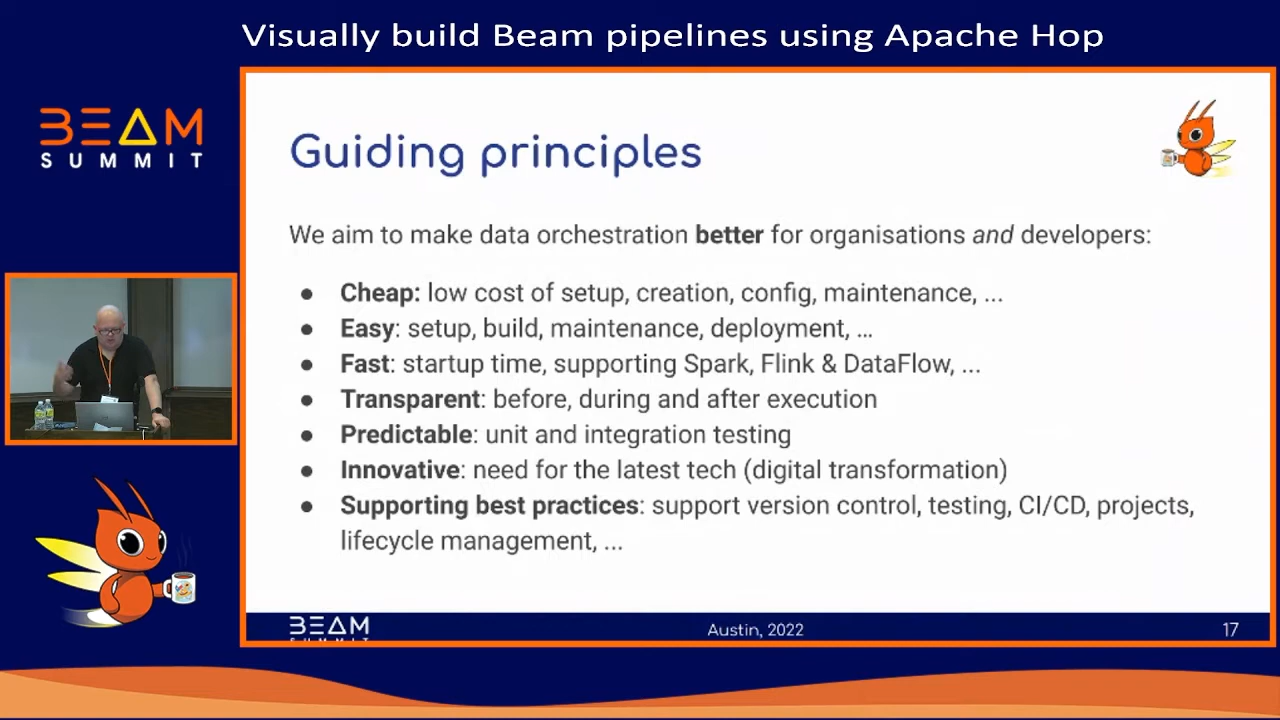 Visually build Beam pipelines using Apache Hop
BEAM
SUMMIT
Guiding principles
We aim to make data orchestration better for organisations and developers:
● Cheap: low cost of setup, creation, config, maintenance, ...
● Easy: setup, build, maintenance, deployment, ...
● Fast: startup time, supporting Spark, Flink & DataFlow, ...
● Transparent: before, during and after execution
● Predictable: unit and integration testing
● Innovative: need for the latest tech (digital transformation)
● Supporting best practices: support version control, testing, CI/CD, projects,
lifecycle management, ...
BEAM
SUMMIT
Austin, 2022
17